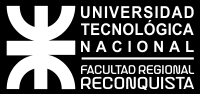 UNIVERSIDAD
TECNOLÓGICA
NACIONAL
FACULTAD REGIONAL
RECONQUISTA